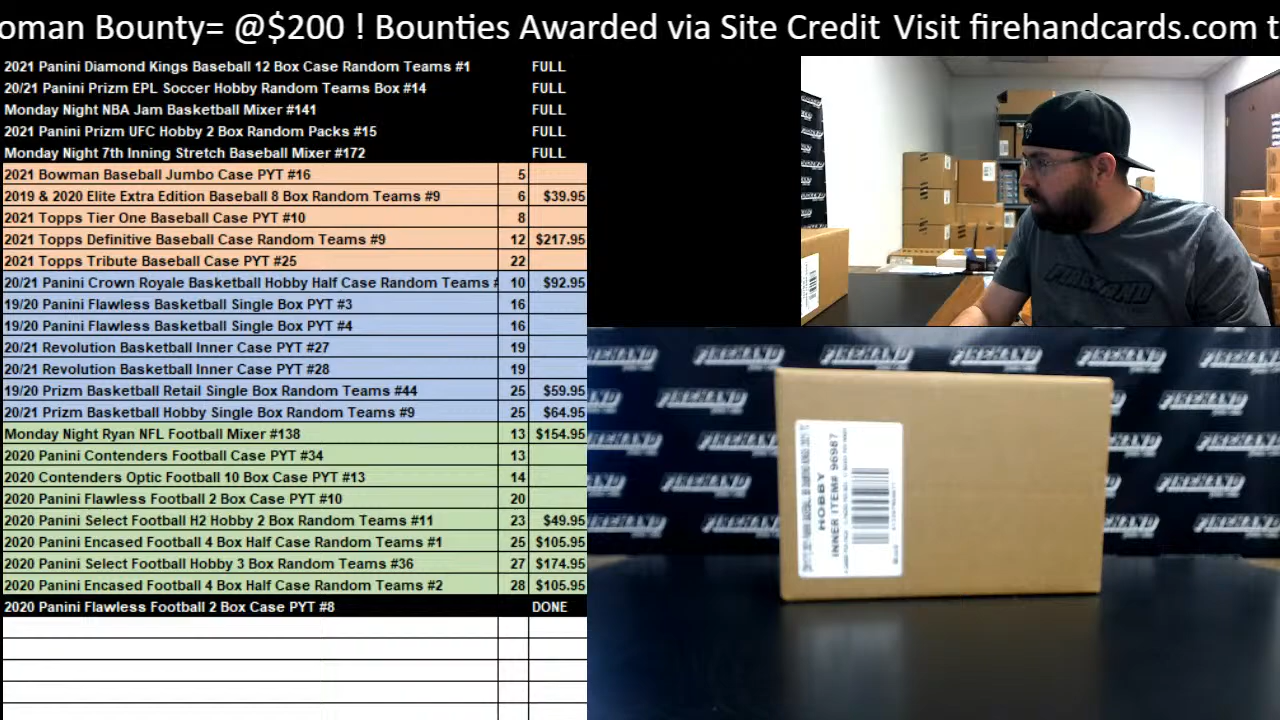 oman Bounty= @$200 ! Bounties Awarded via Site Credit Visit firehandcards.com t
2021 Panini Diamond Kings Baseball 12 Box Case Random Teams #1 FULL
20/21 Panini Prizm EPL Soccer Hobby Random Teams Box #14 FULL
Monday Night NBA Jam Basketball Mixer #141 FULL
2021 Panini Prizm UFC Hobby 2 Box Random Packs #15 FULL
Monday Night 7th Inning Stretch Baseball Mixer #172 FULL
2021 Bowman Baseball Jumbo Case PYT #16 5
2019 & 2020 Elite Extra Edition Baseball 8 Box Random Teams #9 6 $39.95
2021 Topps Tier One Baseball Case PYT #10 8
2021 Topps Definitive Baseball Case Random Teams #9 12 $217.95
2021 Topps Tribute Baseball Case PYT #25 22
20/21 Panini Crown Royale Basketball Hobby Half Case Random Teams # 10 $92.95
19/20 Panini Flawless Basketball Single Box PYT #3 16
19/20 Panini Flawless Basketball Single Box PYT #4 16
20/21 Revolution Basketball Inner Case PYT #27 19
20/21 Revolution Basketball Inner Case PYT #28 19
19/20 Prizm Basketball Retail Single Box Random Teams #44 25 $59.95
20/21 Prizm Basketball Hobby Single Box Random Teams #9 25 $64.95
Monday Night Ryan NFL Football Mixer #138 13 $154.95
2020 Panini Contenders Football Case PYT #34 13
2020 Contenders Optic Football 10 Box Case PYT #13 14
2020 Panini Flawless Football 2 Box Case PYT #10 20
2020 Panini Select Football H2 Hobby 2 Box Random Teams #11 23 $49.95
2020 Panini Encased Football 4 Box Half Case Random Teams #1 25 $105.95
2020 Panini Select Football Hobby 3 Box Random Teams #36 27 $174.95
2020 Panini Encased Football 4 Box Half Case Random Teams #2 28 $105.95
2020 Panini Flawless Football 2 Box Case PYT #8 DONE
FIREHAND
FIREHAND FIREHAND FIREHAND FIREHAND
HOBBY
INNER ITEM# 96987